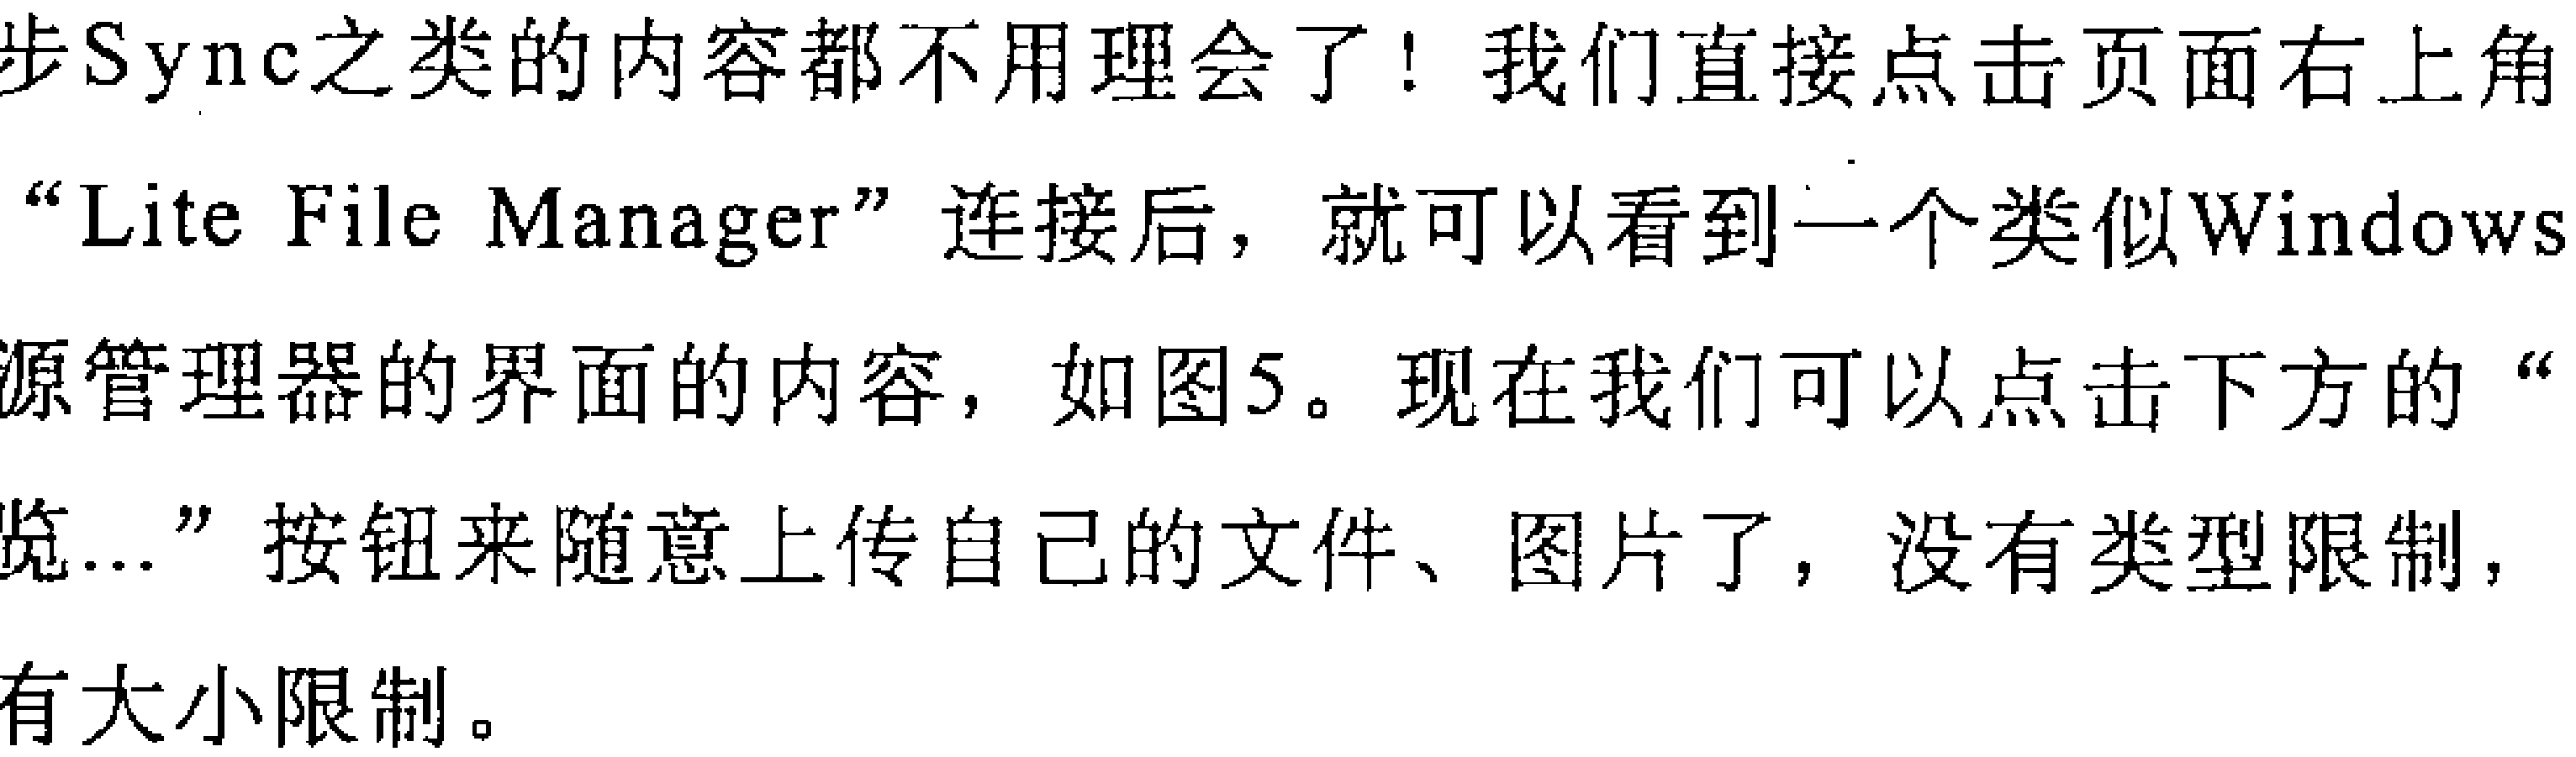 步Sync之类的内容都不用理会了！我们直接点击页面右上角
“Lite File Manager”连接后，就可以看到一个类似Windows
源管理器的界面的内容，如图5。现在我们可以点击下方的“
览...”按钮来随意上传自己的文件、图片了，没有类型限制，
有大小限制。